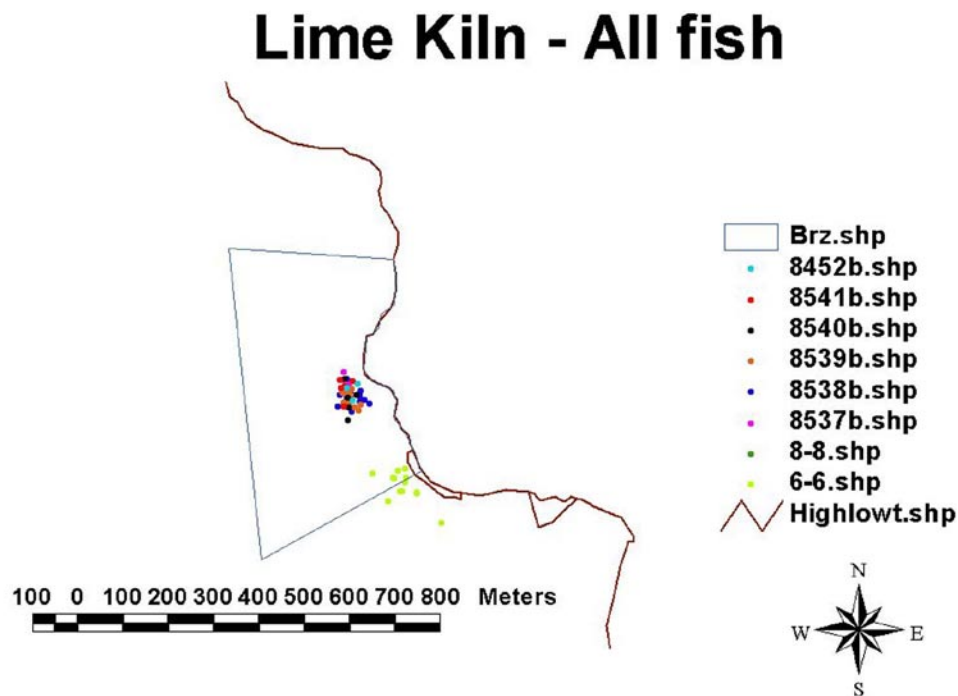 Lime Kiln - All fish
Brz.shp
8452b.shp
8541b.shp
8540b.shp
8539b.shp
8538b.shp
8537b.shp
8-8.shp
6-6.shp
Highlowt.shp
100 0 100 200 300 400 500 600 700 800 Meters
N
W E
S